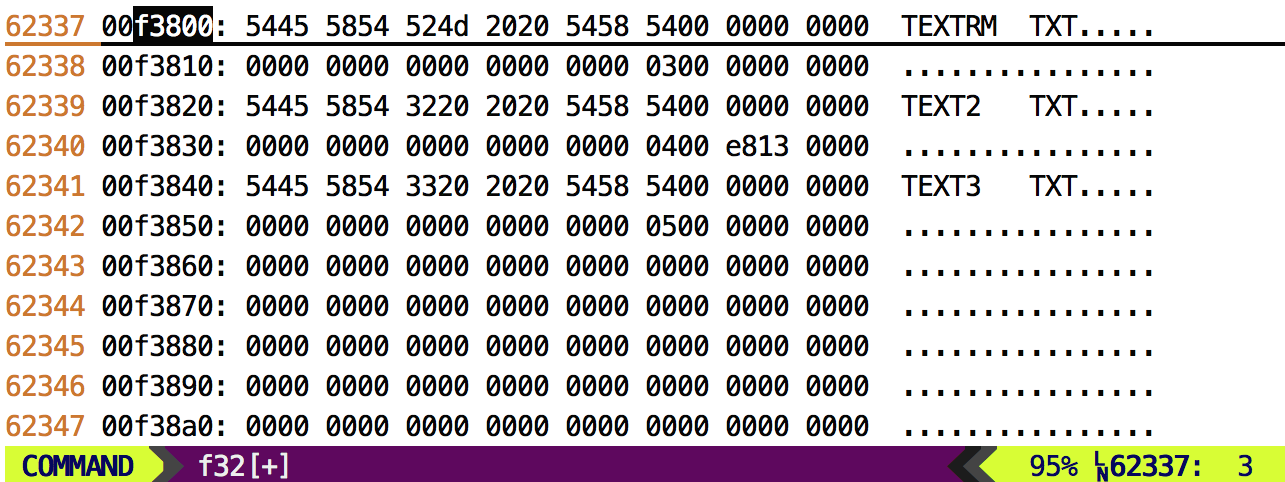 62337 00f3800: 5445 5854 524d 2020 5458 5400 0000 0000  TEXTRM  TXT.....
62338 00f3810: 0000 0000 0000 0000 0000 0300 0000 0000  ................
62339 00f3820: 5445 5854 3220 2020 5458 5400 0000 0000  TEXT2   TXT.....
62340 00f3830: 0000 0000 0000 0000 0000 0400 e813 0000  ................
62341 00f3840: 5445 5854 3320 2020 5458 5400 0000 0000  TEXT3   TXT.....
62342 00f3850: 0000 0000 0000 0000 0000 0500 0000 0000  ................
62343 00f3860: 0000 0000 0000 0000 0000 0000 0000 0000  ................
62344 00f3870: 0000 0000 0000 0000 0000 0000 0000 0000  ................
62345 00f3880: 0000 0000 0000 0000 0000 0000 0000 0000  ................
62346 00f3890: 0000 0000 0000 0000 0000 0000 0000 0000  ................
62347 00f38a0: 0000 0000 0000 0000 0000 0000 0000 0000  ................
COMMAND f32[+] 95% LN 62337: 3